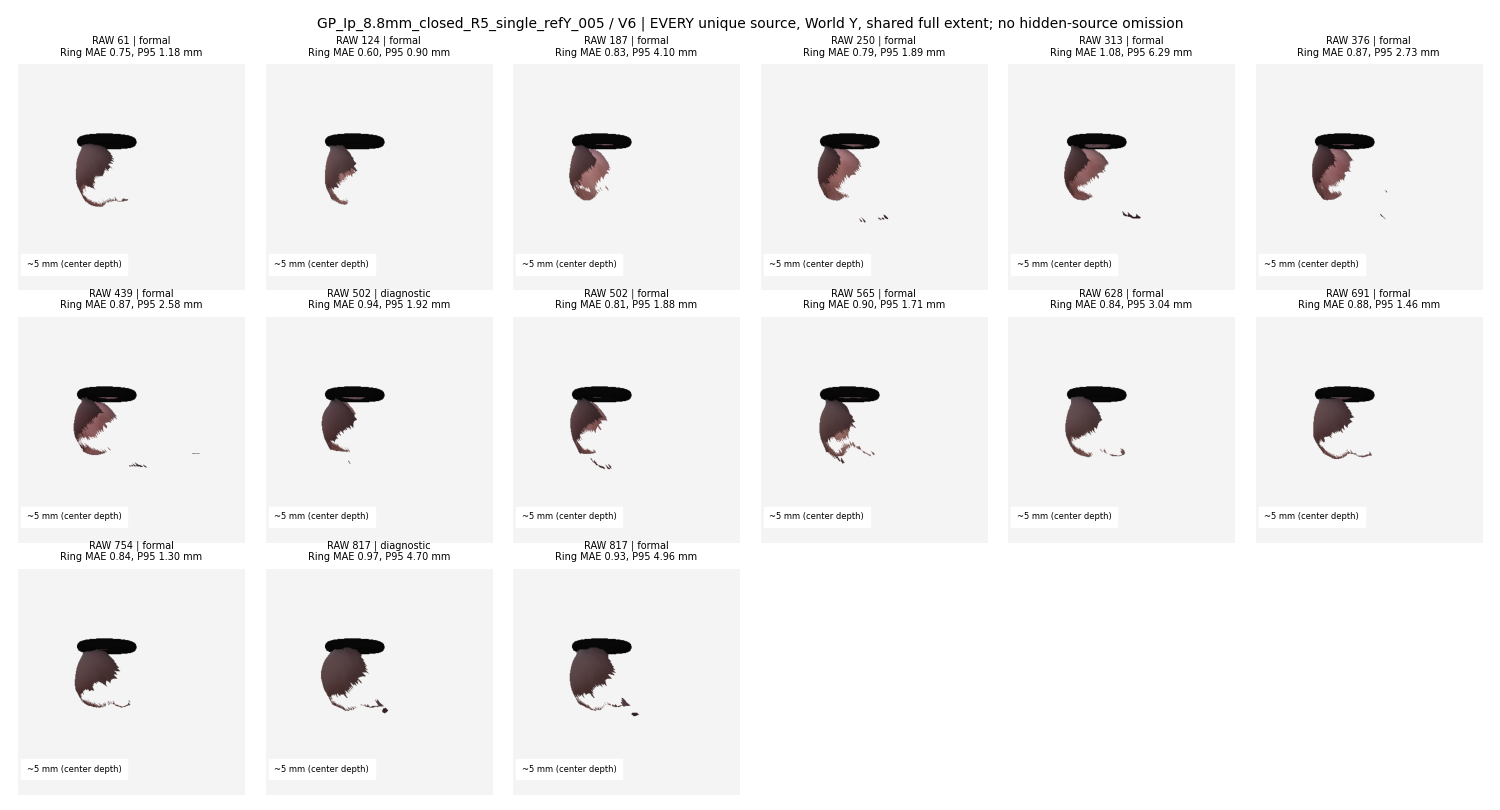 GP_Ip_8.8mm_closed_R5_single_refY_005 / V6 | EVERY unique source, World Y, shared full extent; no hidden-source omission
RAW 61 | formal
Ring MAE 0.75, P95 1.18 mm
RAW 124 | formal
Ring MAE 0.60, P95 0.90 mm
RAW 187 | formal
Ring MAE 0.83, P95 4.10 mm
RAW 250 | formal
Ring MAE 0.79, P95 1.89 mm
RAW 313 | formal
Ring MAE 1.08, P95 6.29 mm
RAW 376 | formal
Ring MAE 0.87, P95 2.73 mm
~5 mm (center depth)
~5 mm (center depth)
~5 mm (center depth)
~5 mm (center depth)
~5 mm (center depth)
~5 mm (center depth)
RAW 439 | formal
Ring MAE 0.87, P95 2.58 mm
RAW 502 | diagnostic
Ring MAE 0.94, P95 1.92 mm
RAW 502 | formal
Ring MAE 0.81, P95 1.88 mm
RAW 565 | formal
Ring MAE 0.90, P95 1.71 mm
RAW 628 | formal
Ring MAE 0.84, P95 3.04 mm
RAW 691 | formal
Ring MAE 0.88, P95 1.46 mm
~5 mm (center depth)
~5 mm (center depth)
~5 mm (center depth)
~5 mm (center depth)
~5 mm (center depth)
~5 mm (center depth)
RAW 754 | formal
Ring MAE 0.84, P95 1.30 mm
RAW 817 | diagnostic
Ring MAE 0.97, P95 4.70 mm
RAW 817 | formal
Ring MAE 0.93, P95 4.96 mm
~5 mm (center depth)
~5 mm (center depth)
~5 mm (center depth)